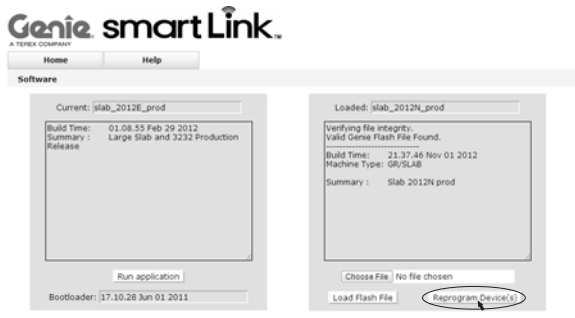 Genie smartLink™
A TEREX COMPANY
Home Help
Software
Current: slab_2012E_prod
Build Time: 01.08.55 Feb 29 2012
Summary : Large Slab and 3232 Production
Release
Run application
Bootloader: 17.10.28 Jun 01 2011
Loaded: slab_2012N_prod
Verifying file integrity.
Valid Genie Flash File Found.
----------------------------
Build Time: 21.37.46 Nov 01 2012
Machine Type: GR/SLAB
Summary : Slab 2012N prod
Choose File No file chosen
Load Flash File Reprogram Device(s)